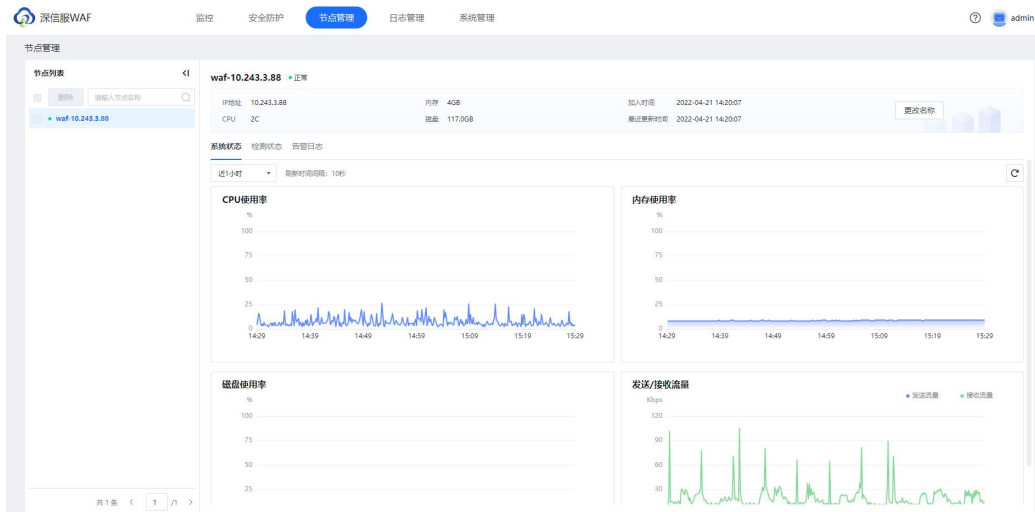 深信服WAF 监控 安全防护 节点管理 日志管理 系统管理 admin
节点管理
节点列表
删除 请输入节点名称
waf-10.243.3.88
共1条 1 /1
waf-10.243.3.88 正常
IP地址 10.243.3.88 内存 4GB 加入时间 2022-04-21 14:20:07
CPU 2C 磁盘 117.0GB 最近更新时间 2022-04-21 14:20:07
更改名称
系统状态 检测状态 告警日志
近1小时 刷新时间间隔：10秒
CPU使用率
%
100
75
50
25
0
14:29 14:39 14:49 14:59 15:09 15:19 15:29
内存使用率
%
100
75
50
25
0
14:29 14:39 14:49 14:59 15:09 15:19 15:29
磁盘使用率
%
100
75
50
25
发送/接收流量
Kbps 发送流量 接收流量
120
90
60
30